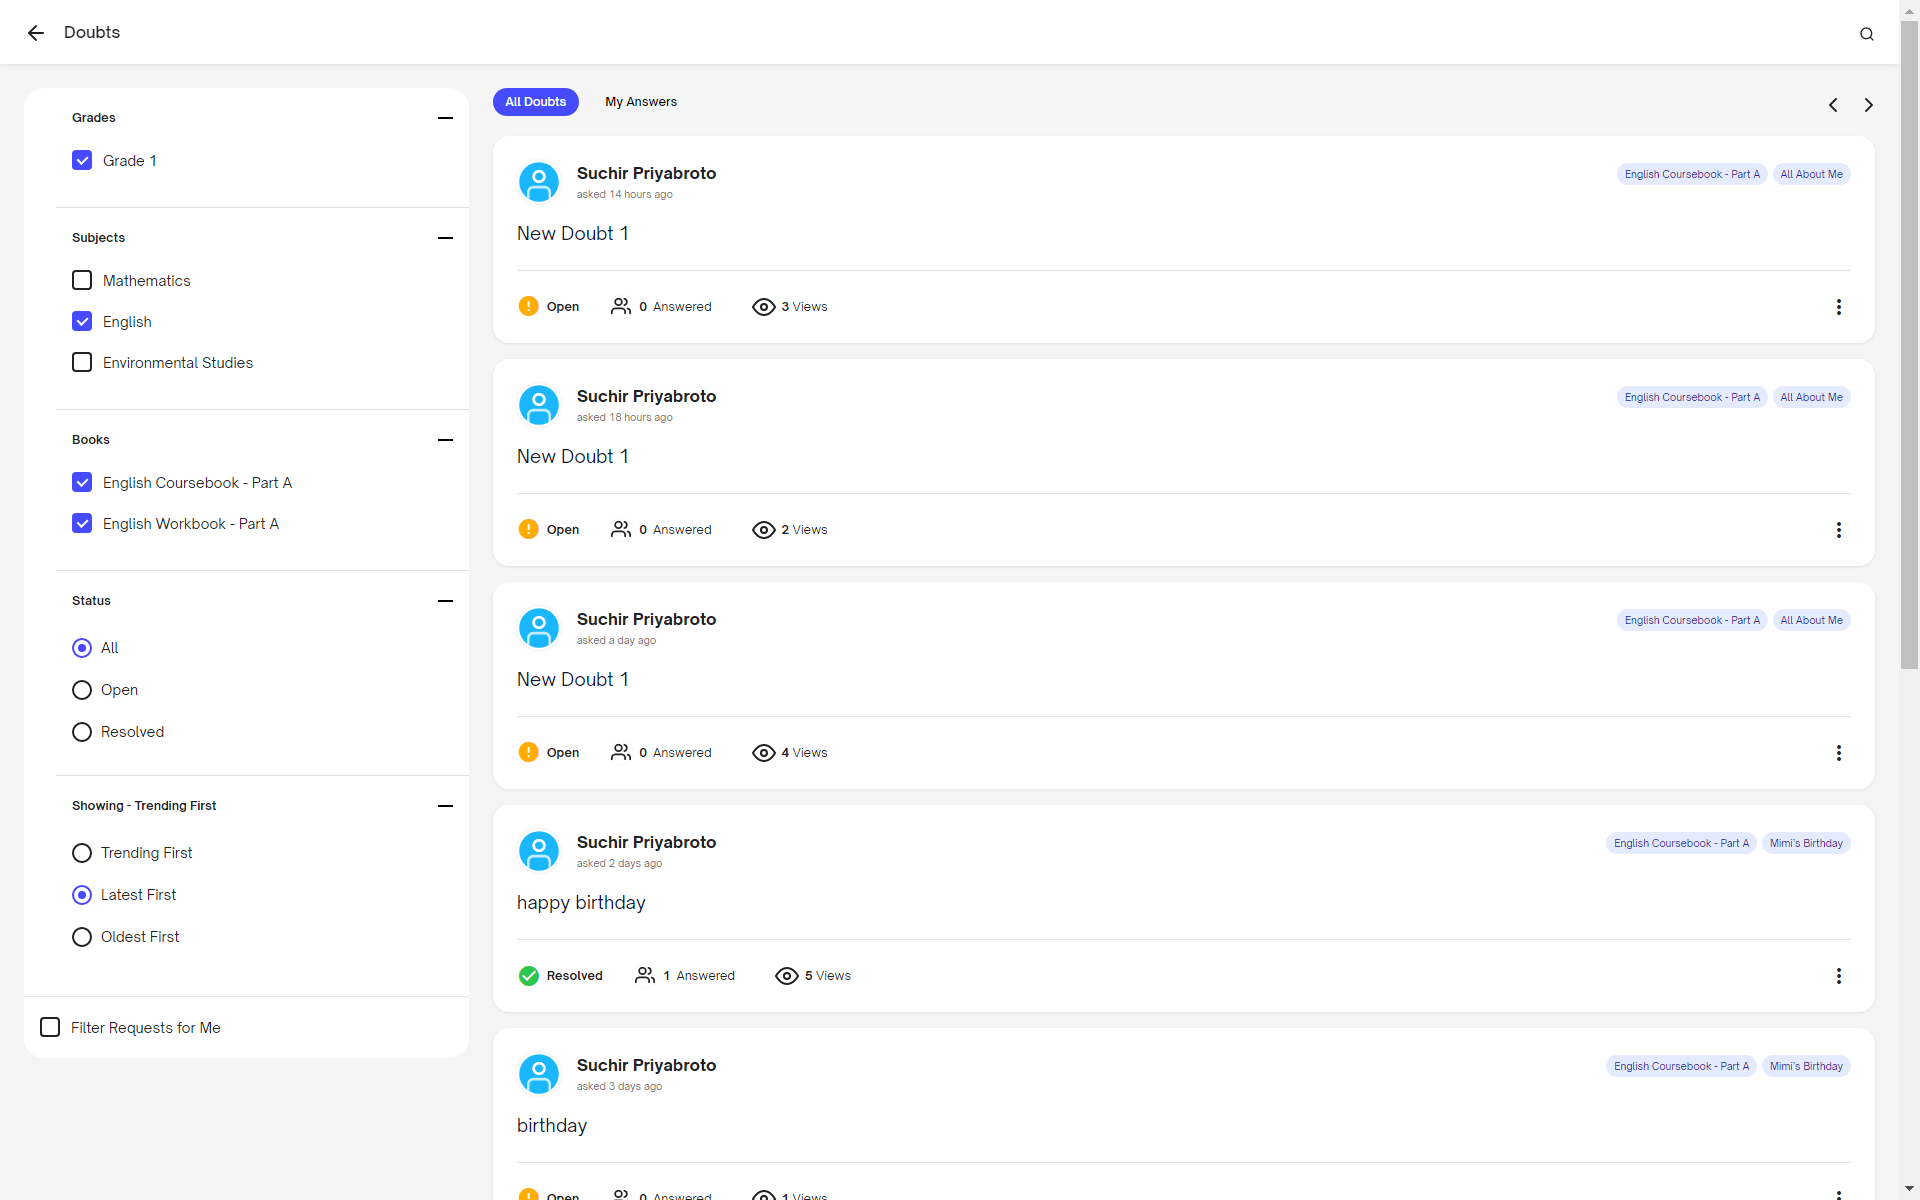 Doubts
Grades
Grade 1
Subjects
Mathematics
English
Environmental Studies
Books
English Coursebook - Part A
English Workbook - Part A
Status
All
Open
Resolved
Showing - Trending First
Trending First
Latest First
Oldest First
Filter Requests for Me
All Doubts My Answers
Suchir Priyabroto English Coursebook - Part A All About Me
asked 14 hours ago
New Doubt 1
Open 0 Answered 3 Views
Suchir Priyabroto English Coursebook - Part A All About Me
asked 18 hours ago
New Doubt 1
Open 0 Answered 2 Views
Suchir Priyabroto English Coursebook - Part A All About Me
asked a day ago
New Doubt 1
Open 0 Answered 4 Views
Suchir Priyabroto English Coursebook - Part A Mimi's Birthday
asked 2 days ago
happy birthday
Resolved 1 Answered 5 Views
Suchir Priyabroto English Coursebook - Part A Mimi's Birthday
asked 3 days ago
birthday
Open 0 Answered 1 Views